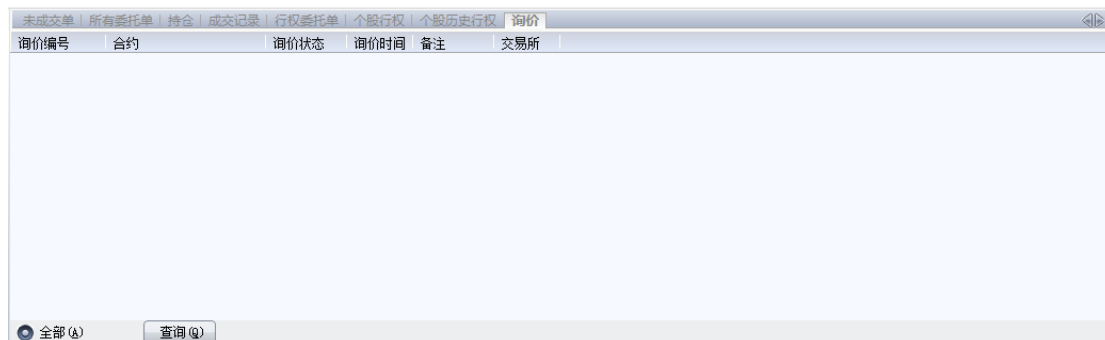 未成交单 所有委托单 持仓 成交记录 行权委托单 个股行权 个股历史行权 询价
询价编号 合约 询价状态 询价时间 备注 交易所
全部(A) 查询(Q)